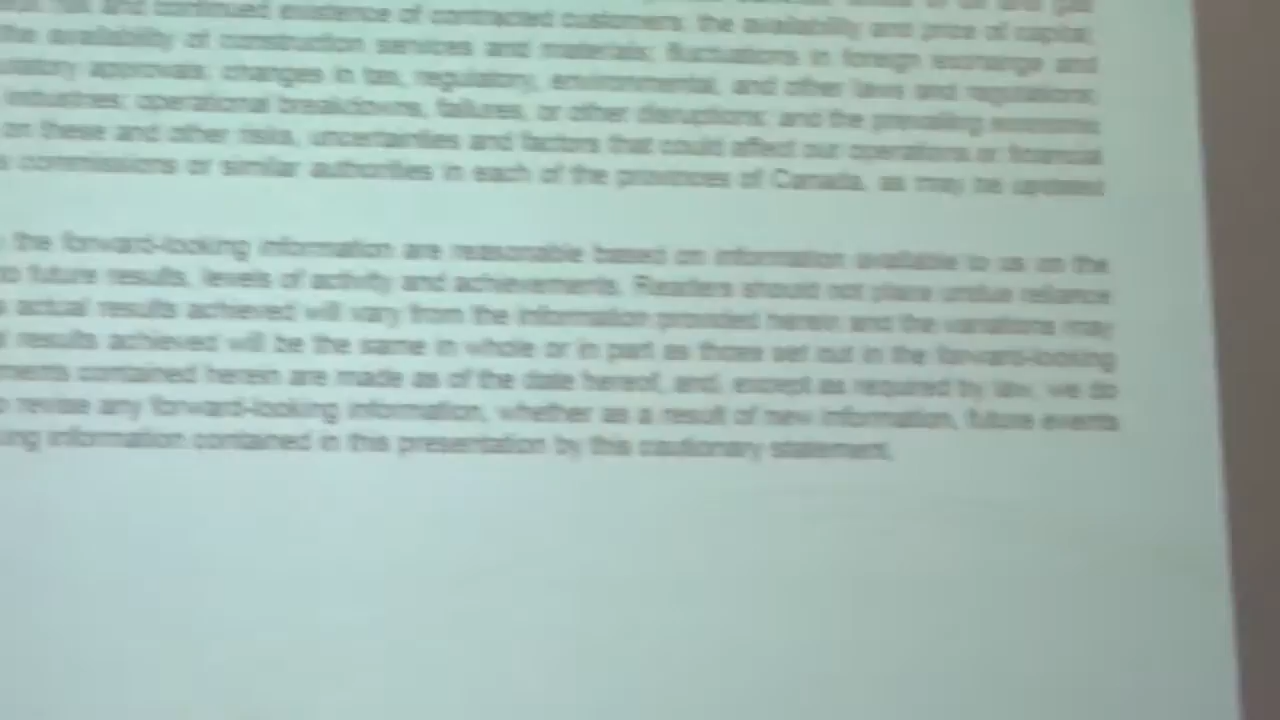 and continued existence of contracted customers; the availability and price of capital;
the availability of construction services and materials; fluctuations in foreign exchange and
approvals; changes in tax, regulatory, environmental, and other laws and regulations;
industries; operational breakdowns, failures, or other disruptions; and the prevailing economic
on these and other risks, uncertainties and factors that could affect our operations or financial
commissions or similar authorities in each of the provinces of Canada, as may be updated
the forward-looking information are reasonable based on information available to us on the
to future results, levels of activity and achievements. Readers should not place undue reliance
actual results achieved will vary from the information provided herein and the variations may
results achieved will be the same in whole or in part as those set out in the forward-looking
contained herein are made as of the date hereof, and, except as required by law, we do
revise any forward-looking information, whether as a result of new information, future events
information contained in this presentation by this cautionary statement.